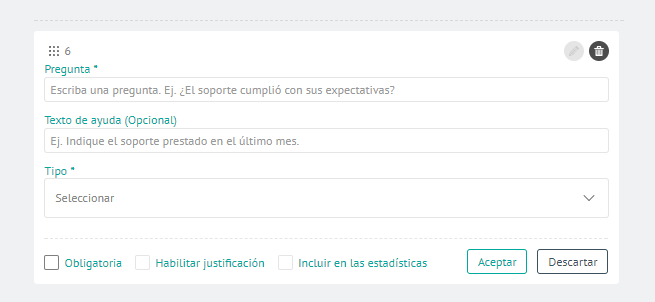 6
Pregunta *
Escriba una pregunta. Ej. ¿El soporte cumplió con sus expectativas?
Texto de ayuda (Opcional)
Ej. Indique el soporte prestado en el último mes.
Tipo *
Seleccionar
Obligatoria Habilitar justificación Incluir en las estadísticas Aceptar Descartar